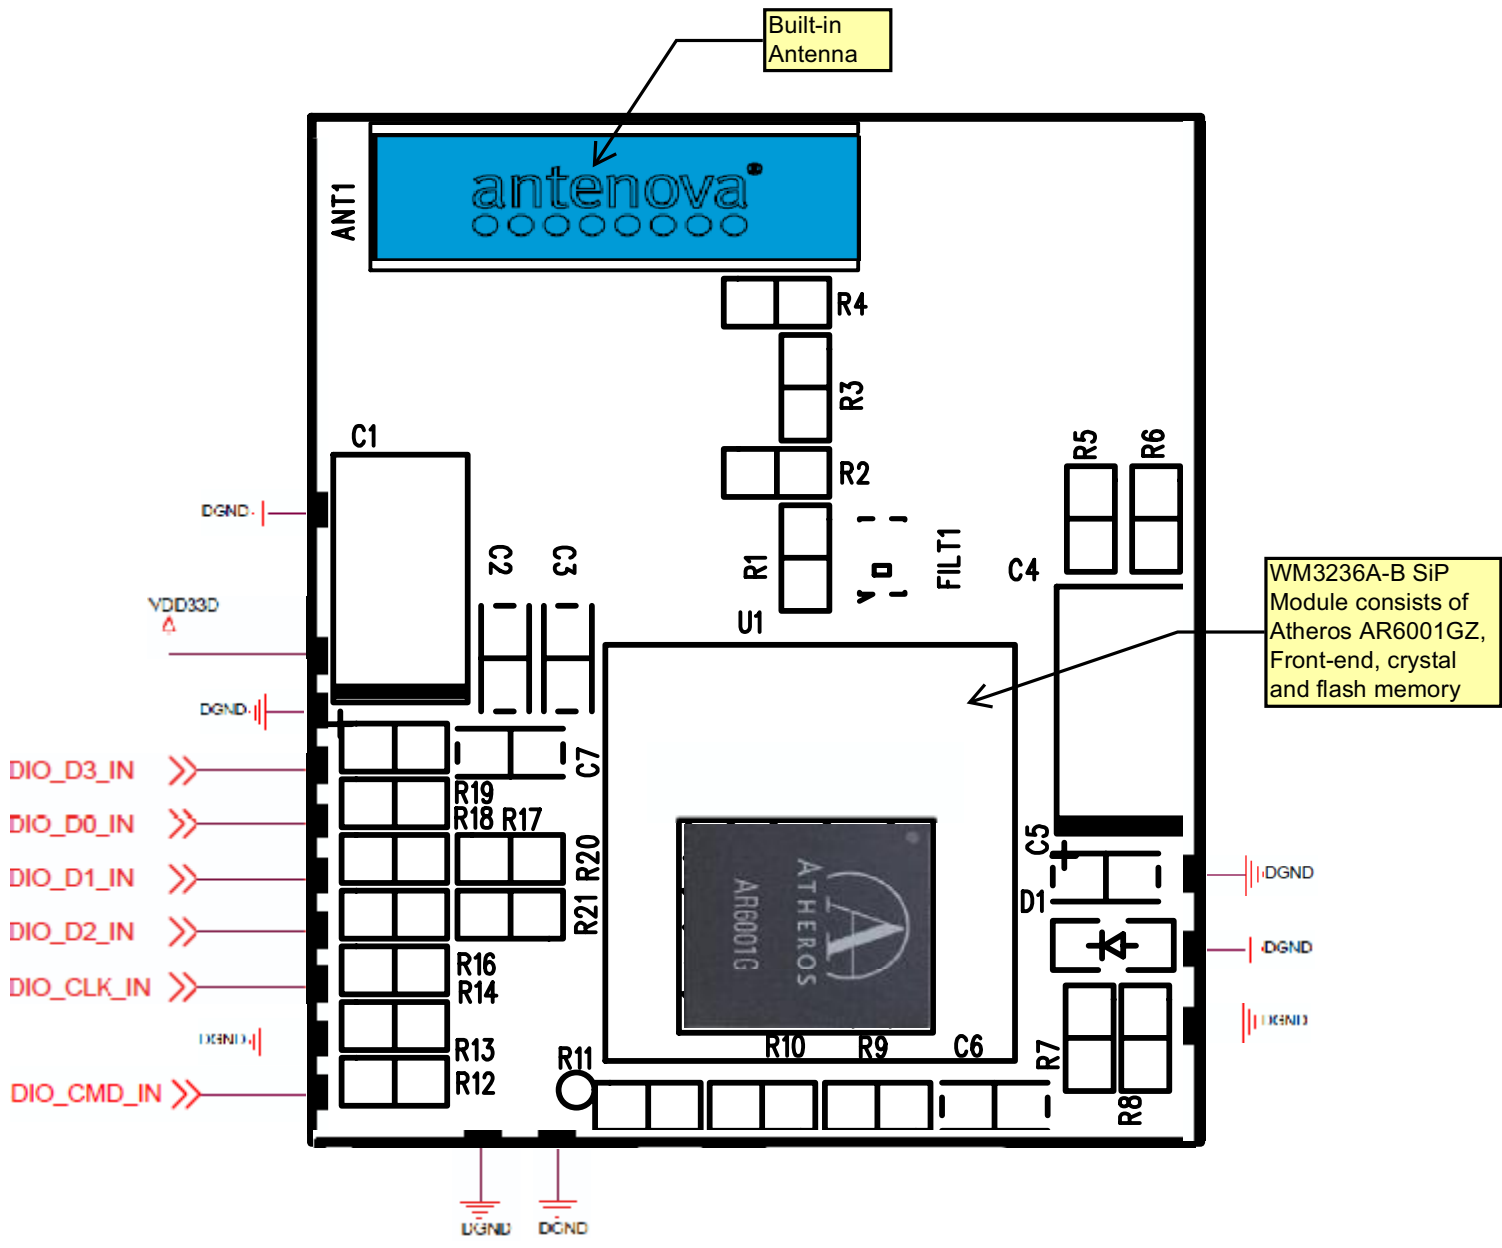 Built-in
Antenna
antenova®
ANT1
R4
R3
C1
R2
R5
R6
DGND
C2
C3
R1
FILT1
C4
WM3236A-B SiP
Module consists of
Atheros AR6001GZ,
Front-end, crystal
and flash memory
VDD33D
U1
DGND
C7
DIO_D3_IN
R19
DIO_D0_IN
R18
R17
R20
C5
DIO_D1_IN
DGND
ATHEROS
AR6001G
D1
R21
DIO_D2_IN
DGND
R16
DIO_CLK_IN
R14
DGND
DGND
R13
R10
R9
C6
R7
R11
R12
DIO_CMD_IN
R8
DGND
DGND